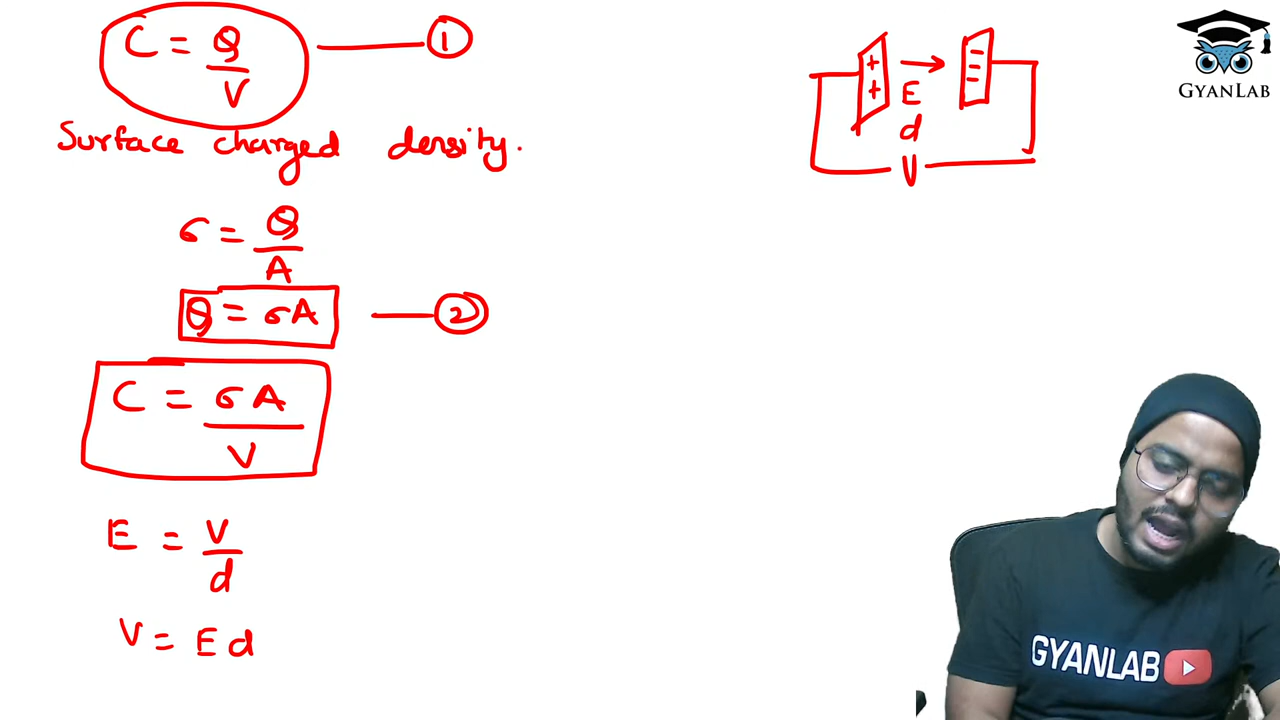 C = Q / V — 1
Surface charged density.
σ = Q / A
Q = σA — 2
C = σA / V
E = V / d
V = Ed
+ +
E
d
V
GYANLAB
GYANLAB